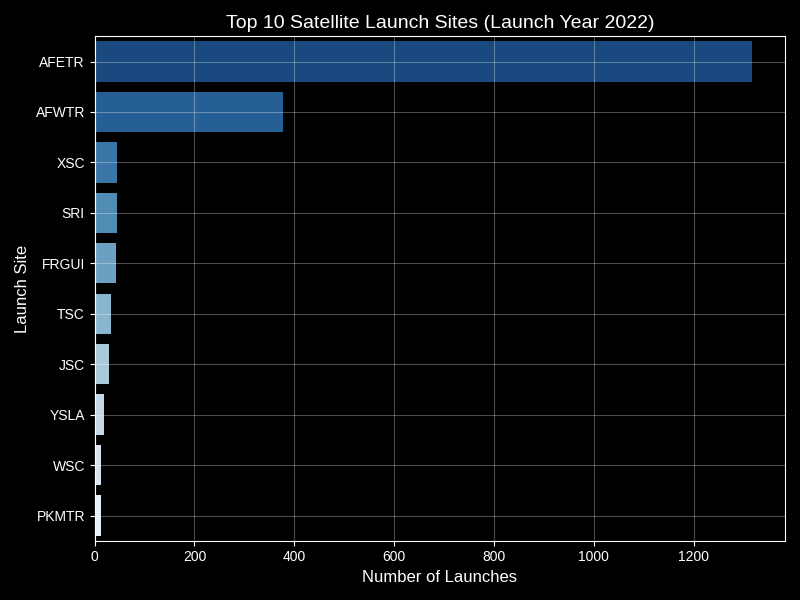 Top 10 Satellite Launch Sites (Launch Year 2022)
AFETR
AFWTR
XSC
SRI
FRGUI
TSC
JSC
YSLA
WSC
PKMTR
Launch Site
0 200 400 600 800 1000 1200
Number of Launches